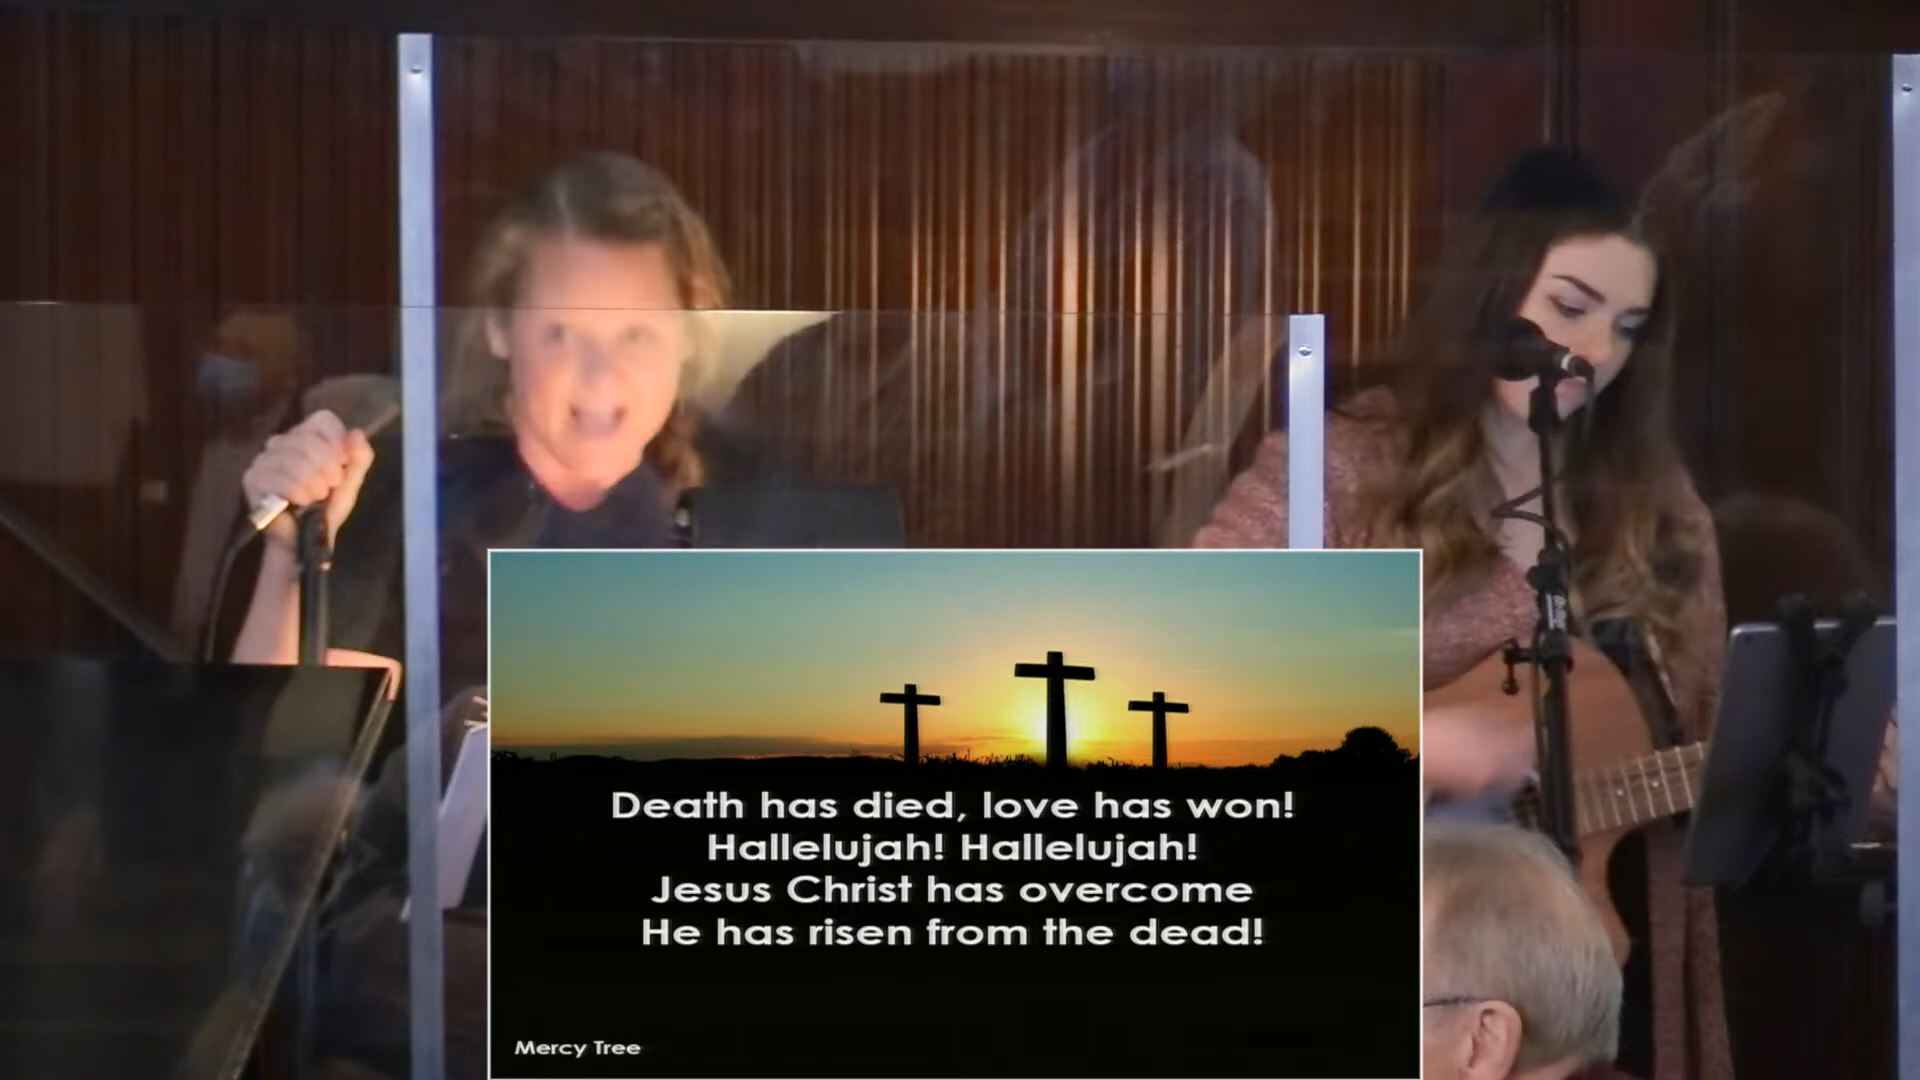 Death has died, love has won!
Hallelujah! Hallelujah!
Jesus Christ has overcome
He has risen from the dead!
Mercy Tree